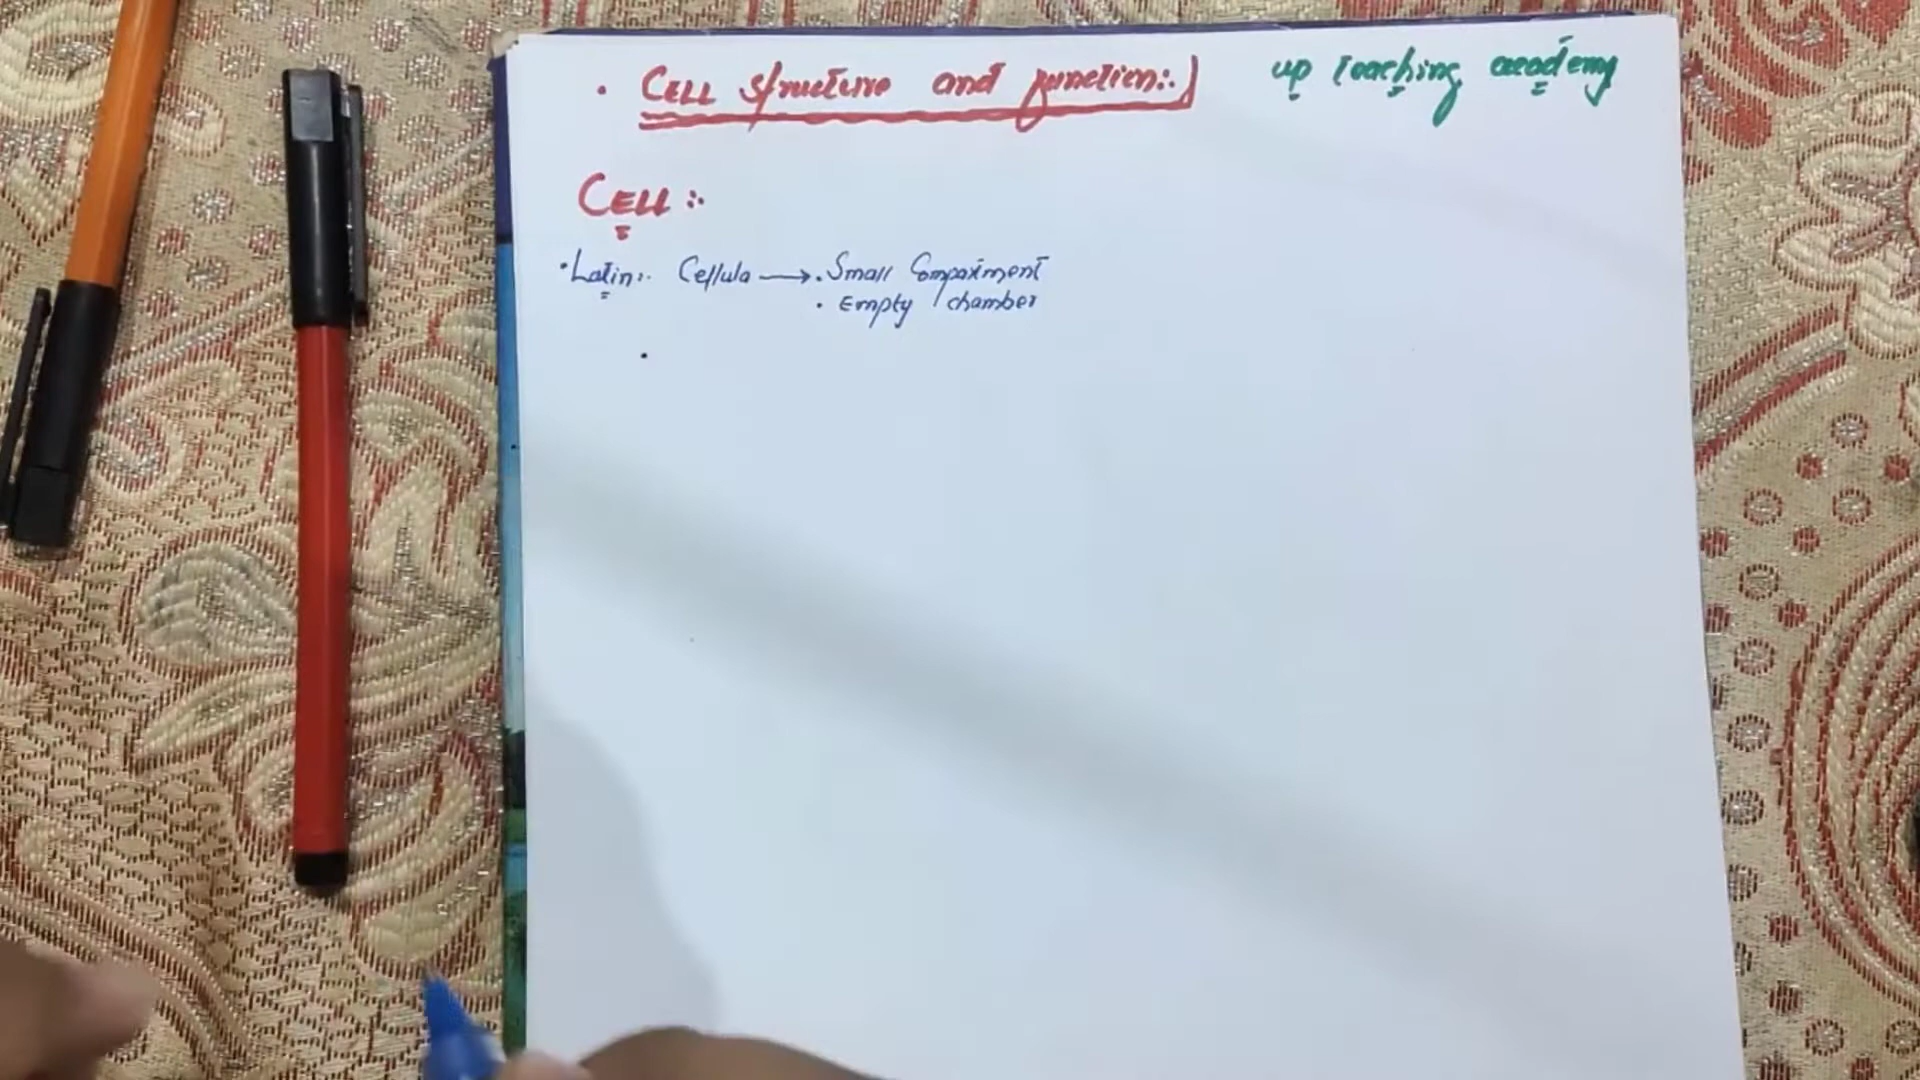 • CELL structure and function:-
up teaching academy
CELL :-
• Latin:- Cellula → • Small Compartment
• Empty chamber
•